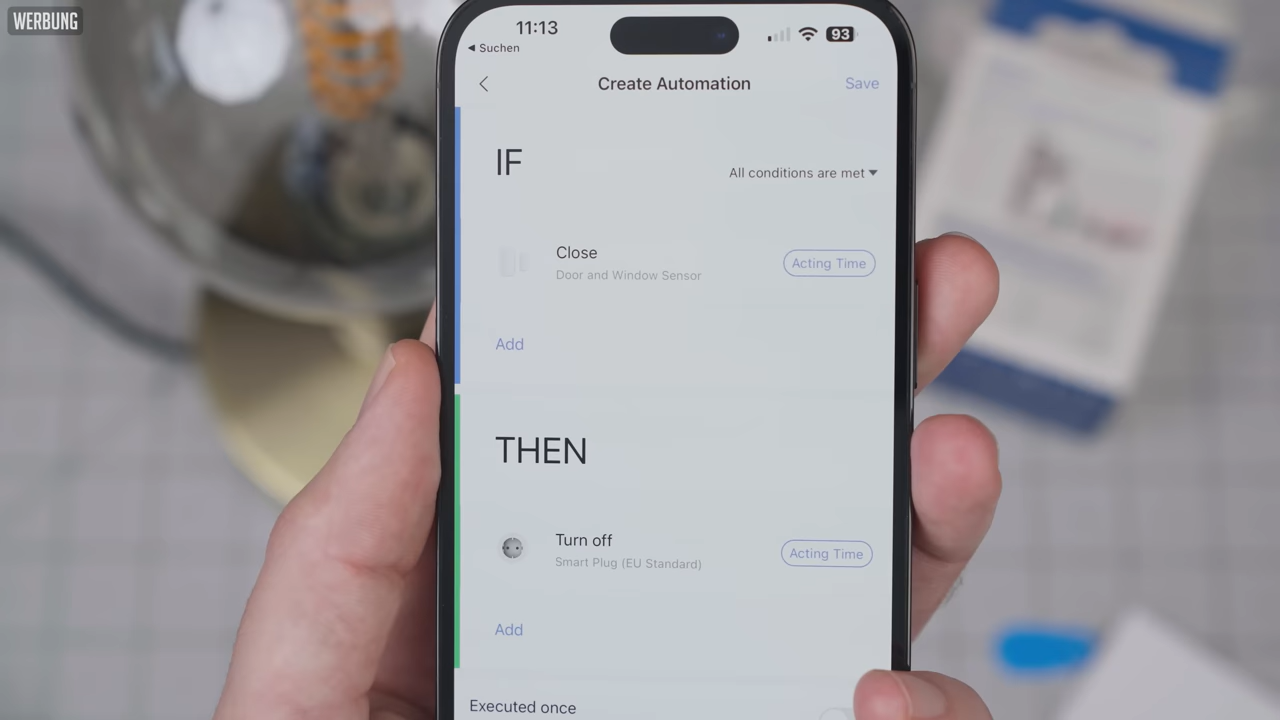 WERBUNG
11:13
93
◀ Suchen
Create Automation
Save
IF
All conditions are met ▾
Close
Door and Window Sensor
Acting Time
Add
THEN
Turn off
Smart Plug (EU Standard)
Acting Time
Add
Executed once